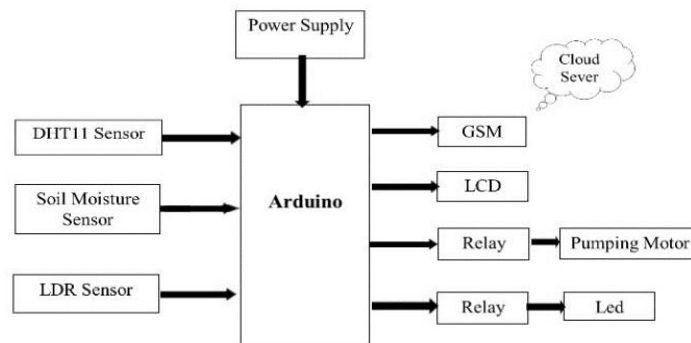 Power Supply
Cloud
Sever
DHT11 Sensor
GSM
Soil Moisture
Sensor
Arduino
LCD
Relay
Pumping Motor
LDR Sensor
Relay
Led